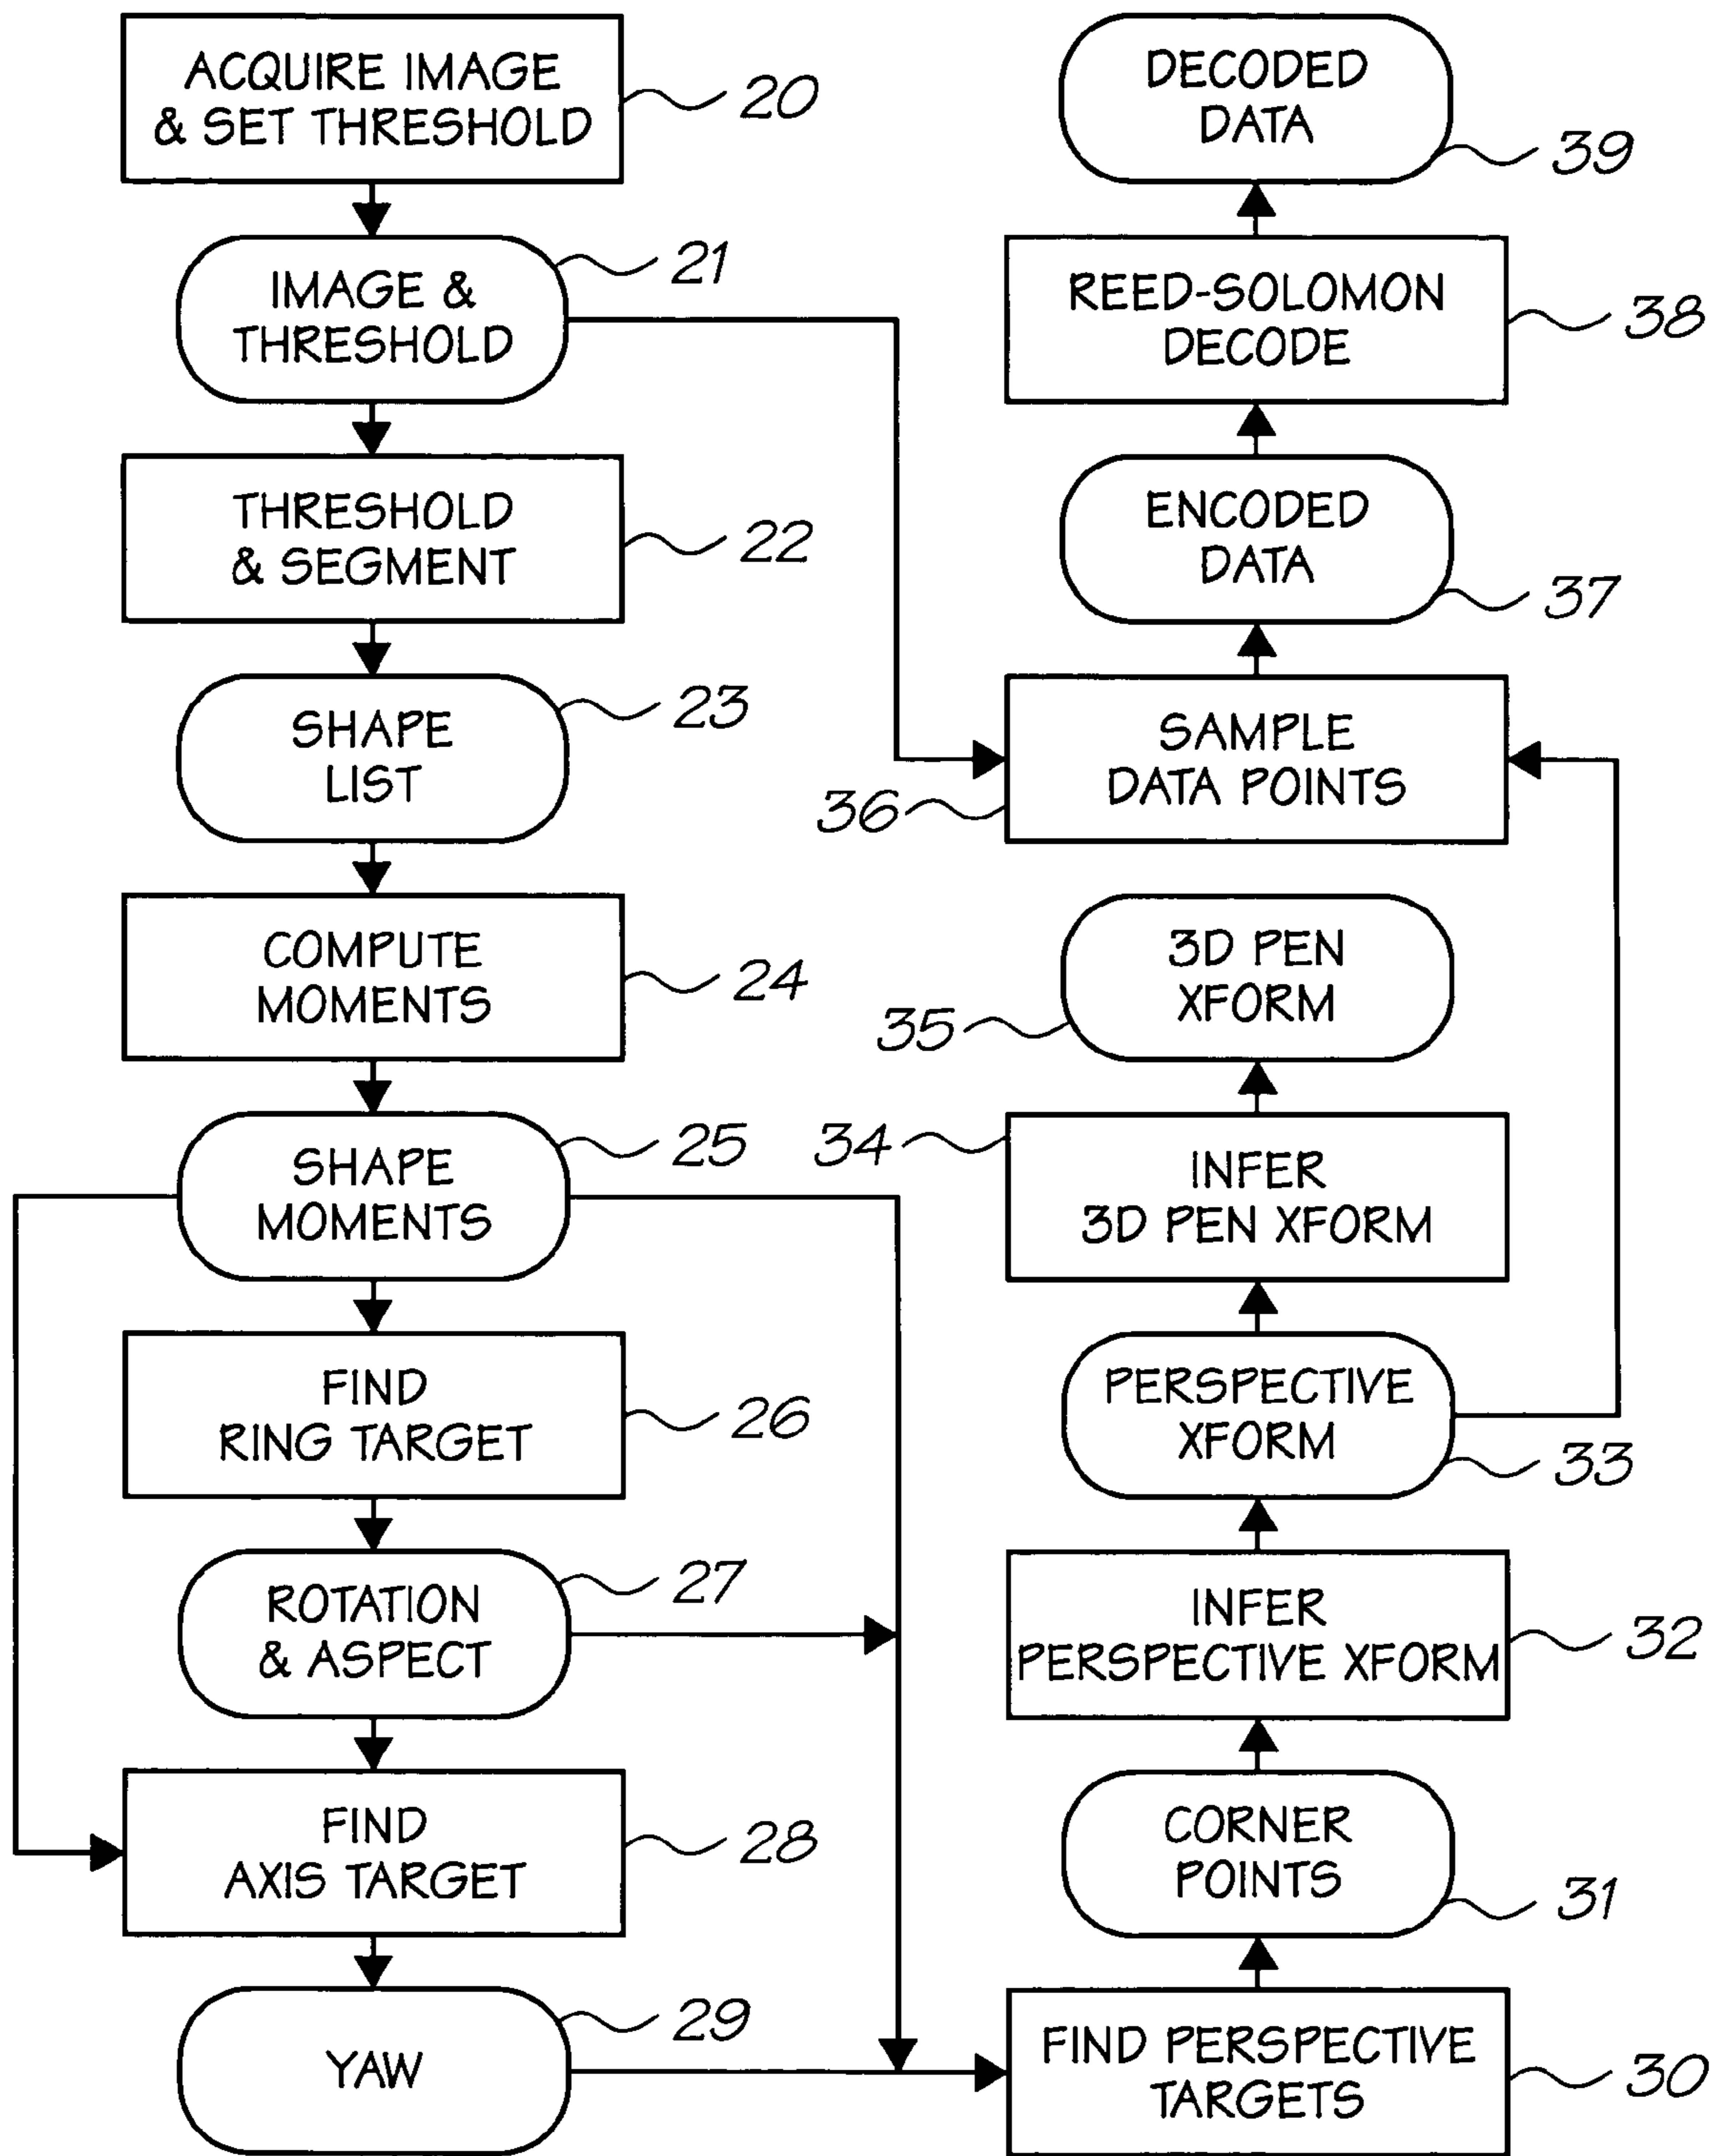 ACQUIRE IMAGE
& SET THRESHOLD
20
IMAGE &
THRESHOLD
21
THRESHOLD
& SEGMENT
22
SHAPE
LIST
23
COMPUTE
MOMENTS
24
SHAPE
MOMENTS
25
FIND
RING TARGET
26
ROTATION
& ASPECT
27
FIND
AXIS TARGET
28
YAW
29
FIND PERSPECTIVE
TARGETS
30
CORNER
POINTS
31
INFER
PERSPECTIVE XFORM
32
PERSPECTIVE
XFORM
33
INFER
3D PEN XFORM
34
3D PEN
XFORM
35
SAMPLE
DATA POINTS
36
ENCODED
DATA
37
REED-SOLOMON
DECODE
38
DECODED
DATA
39